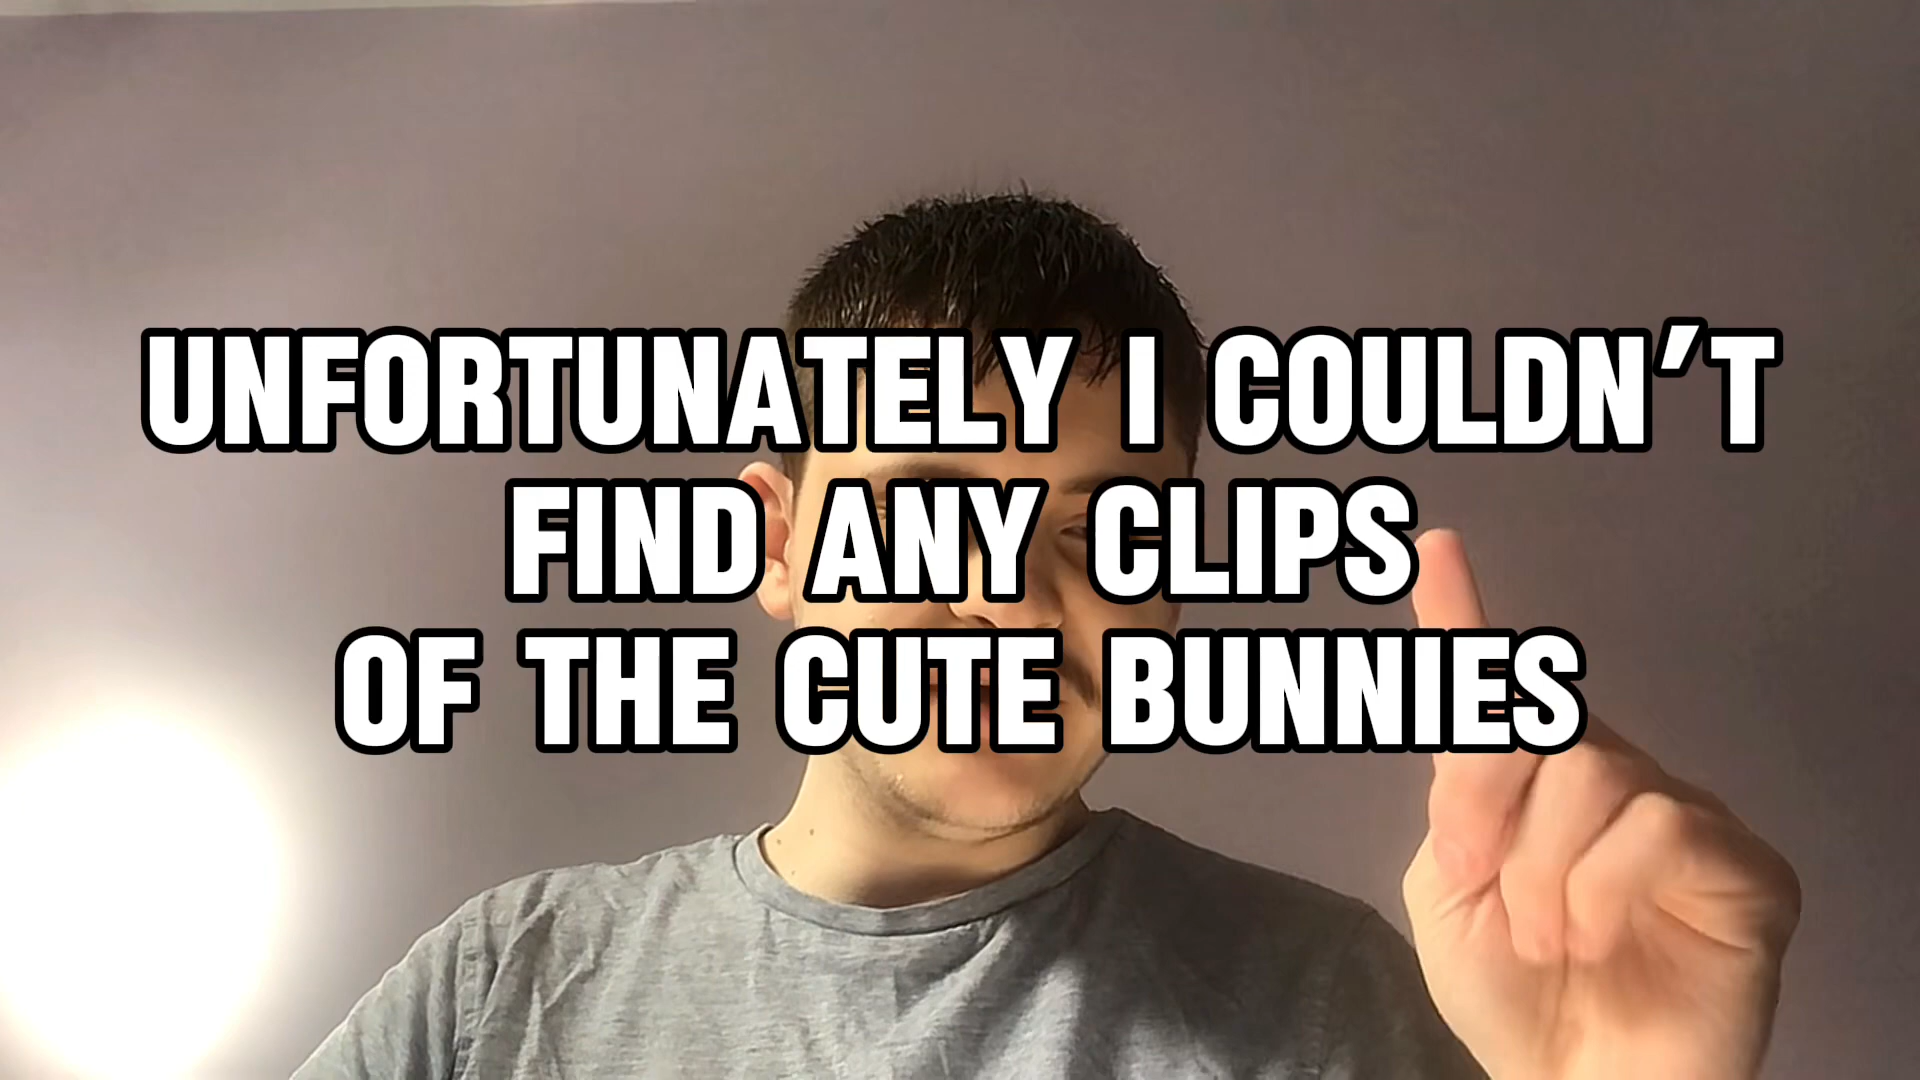 UNFORTUNATELY I COULDN'T
FIND ANY CLIPS
OF THE CUTE BUNNIES